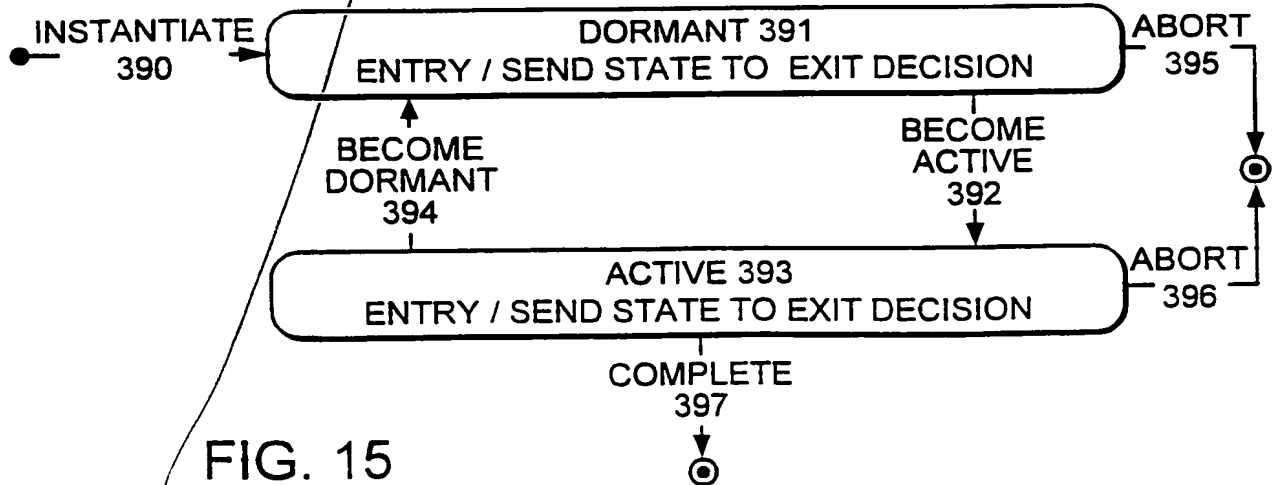 INSTANTIATE
390
DORMANT 391
ENTRY / SEND STATE TO EXIT DECISION
ABORT
395
BECOME
DORMANT
394
BECOME
ACTIVE
392
ACTIVE 393
ENTRY / SEND STATE TO EXIT DECISION
ABORT
396
COMPLETE
397
FIG. 15